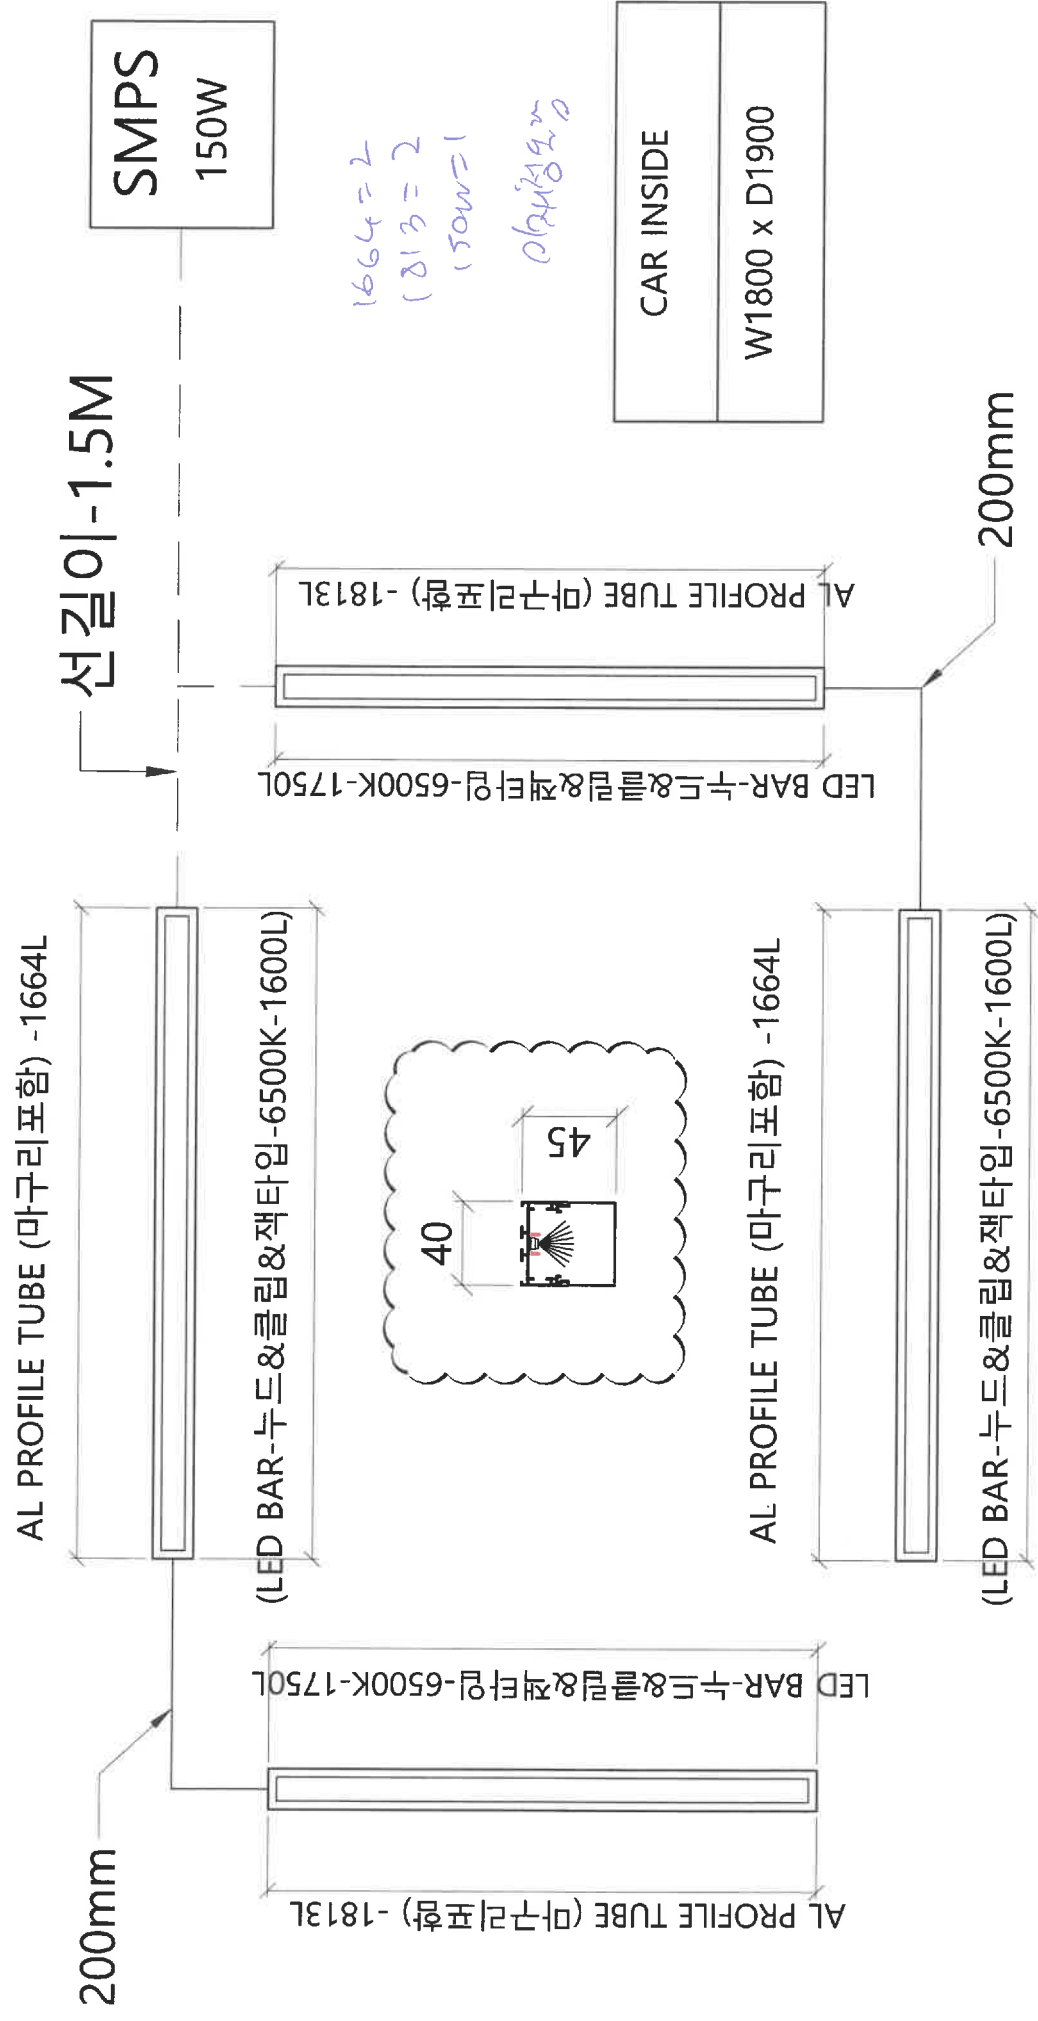 SMPS
150W
선길이-1.5M
1664=2
1813=2
150W=1
CAR INSIDE
W1800 x D1900
AL PROFILE TUBE (마구리포함) -1664L
(LED BAR-누드&클립&잭타입-6500K-1600L)
AL PROFILE TUBE (마구리포함) -1813L
LED BAR-누드&클립&잭타입-6500K-1750L
200mm
40
45
AL PROFILE TUBE (마구리포함) -1664L
(LED BAR-누드&클립&잭타입-6500K-1600L)
LED BAR-누드&클립&잭타입-6500K-1750L
AL PROFILE TUBE (마구리포함) -1813L
200mm